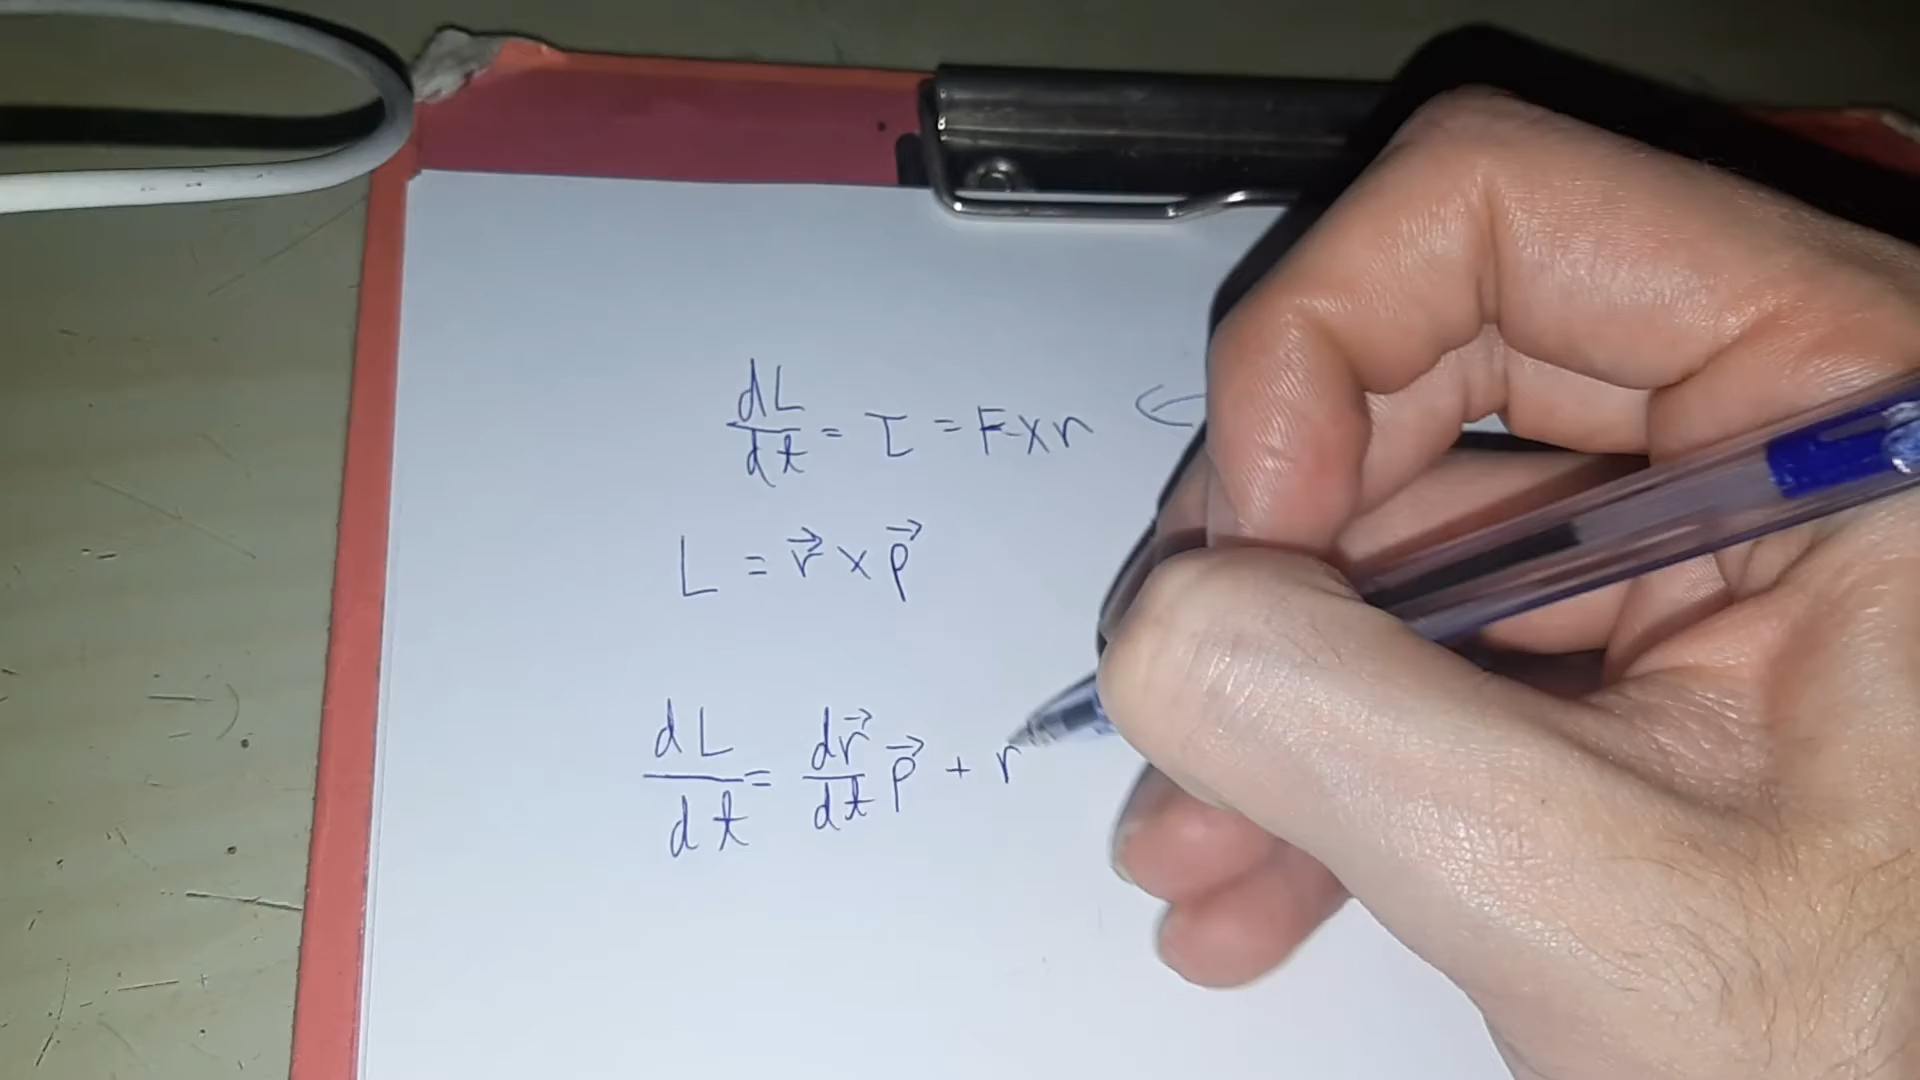 dL/dt = τ = F×r ←
L = r⃗ × p⃗
dL/dt = dr⃗/dt p⃗ + r